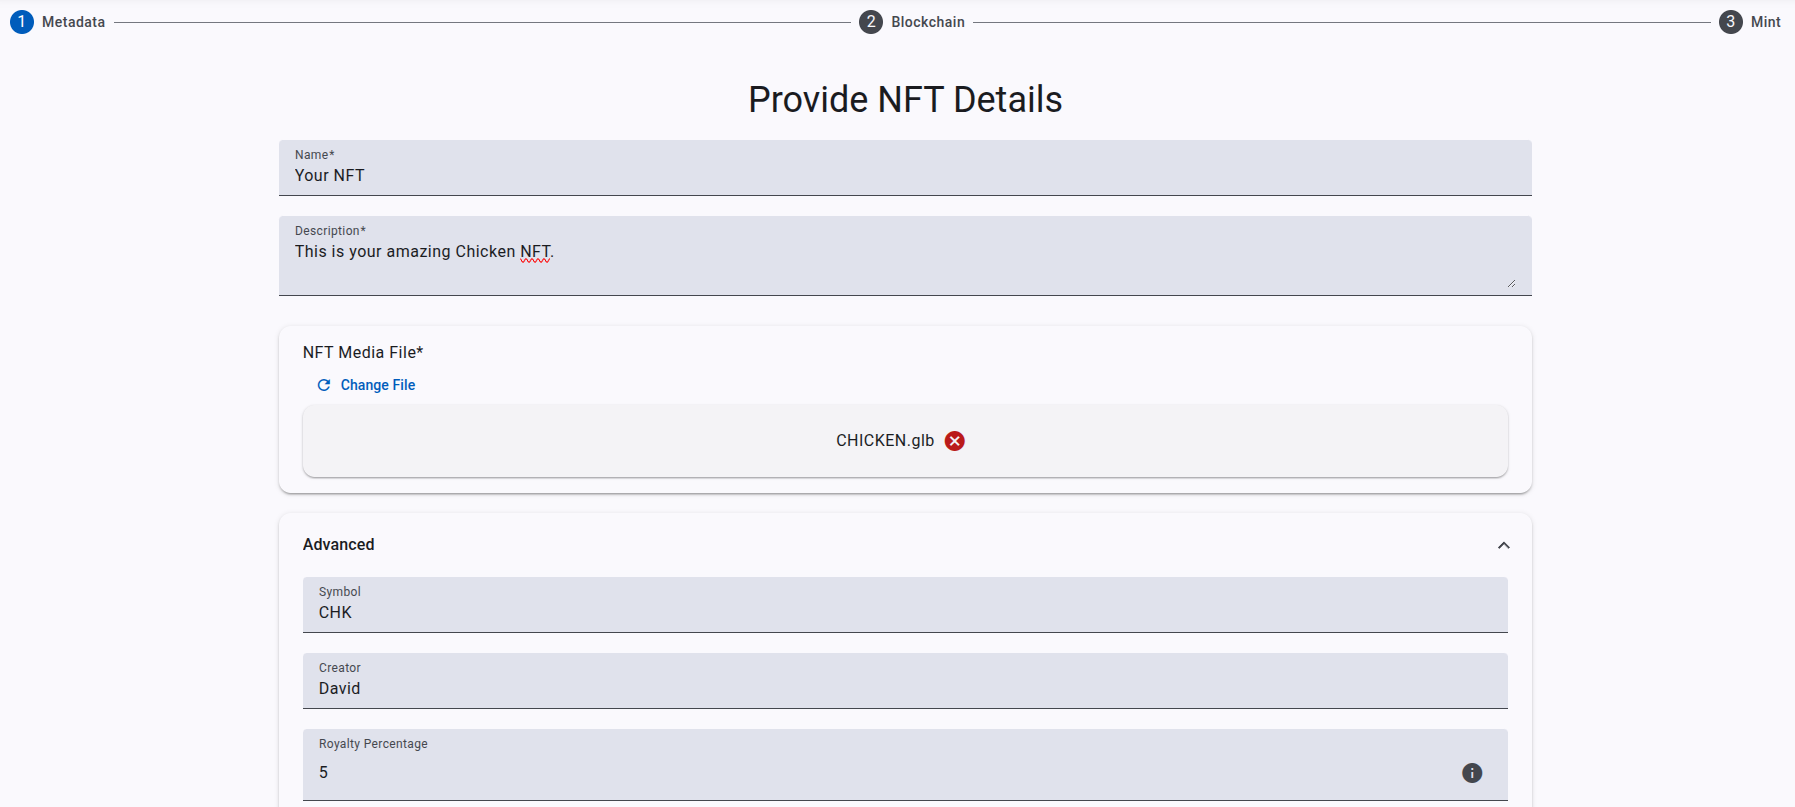 1 Metadata
2 Blockchain
3 Mint
Provide NFT Details
Name*
Your NFT
Description*
This is your amazing Chicken NFT.
NFT Media File*
Change File
CHICKEN.glb
Advanced
Symbol
CHK
Creator
David
Royalty Percentage
5